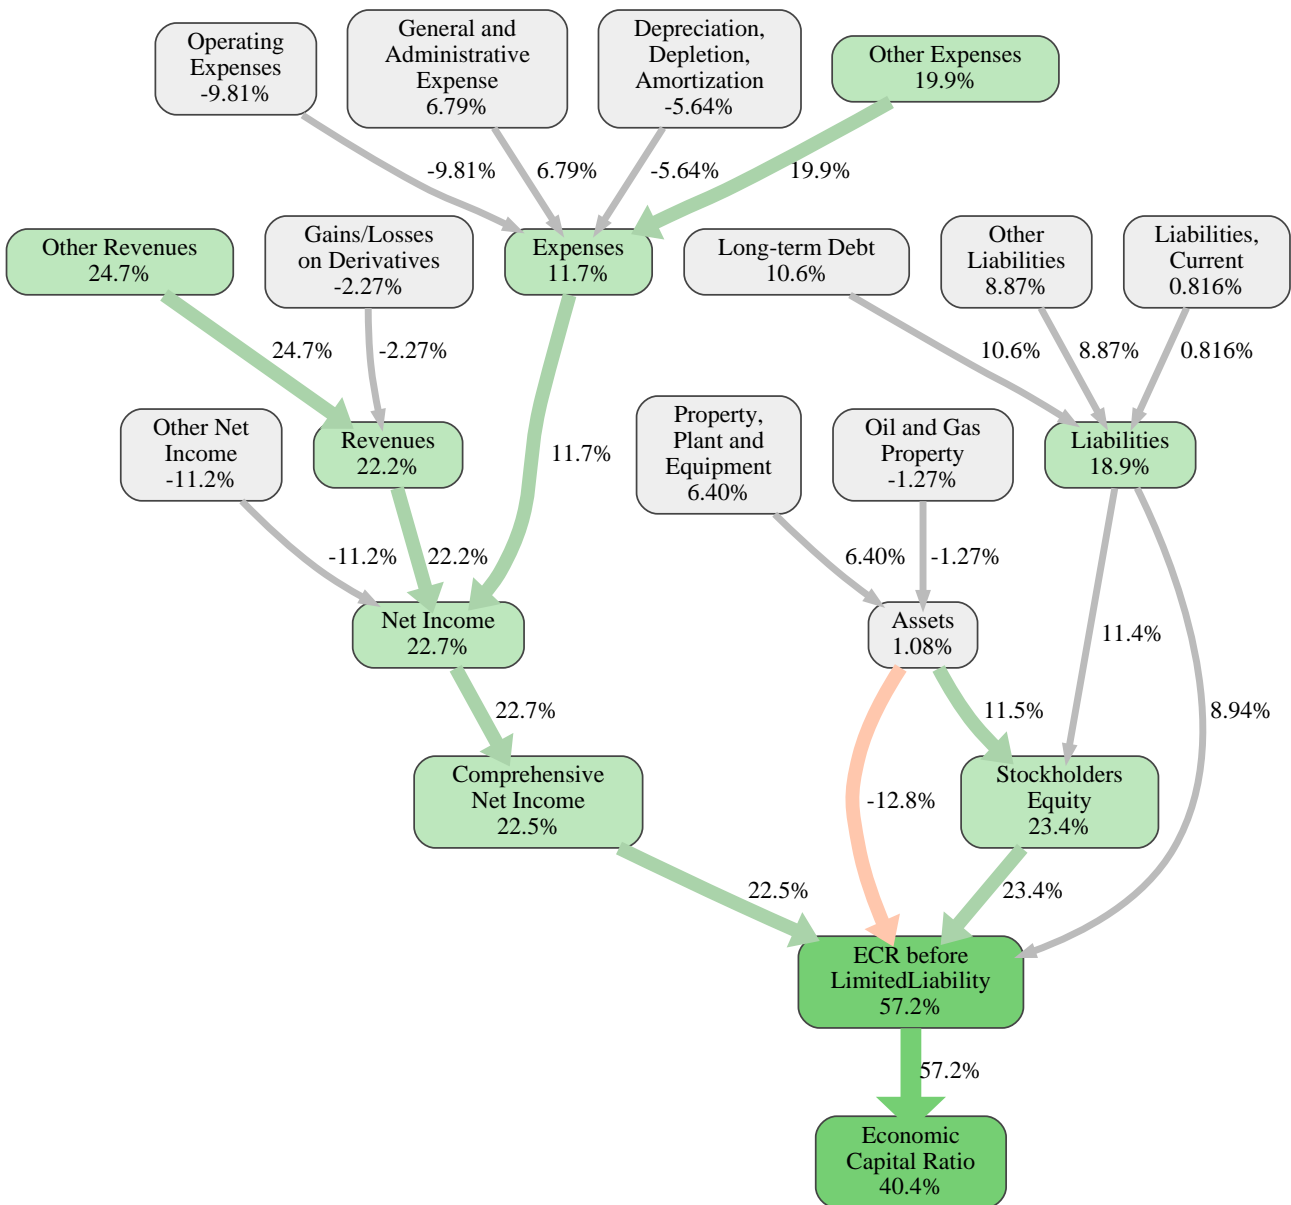 Operating
Expenses
-9.81%
General and
Administrative
Expense
6.79%
Depreciation,
Depletion,
Amortization
-5.64%
Other Expenses
19.9%
-9.81%
6.79%
-5.64%
19.9%
Other Revenues
24.7%
Gains/Losses
on Derivatives
-2.27%
Expenses
11.7%
Long-term Debt
10.6%
Other
Liabilities
8.87%
Liabilities,
Current
0.816%
24.7%
-2.27%
10.6%
8.87%
0.816%
Other Net
Income
-11.2%
Revenues
22.2%
11.7%
Property,
Plant and
Equipment
6.40%
Oil and Gas
Property
-1.27%
Liabilities
18.9%
-11.2%
22.2%
6.40%
-1.27%
Net Income
22.7%
Assets
1.08%
11.4%
22.7%
11.5%
8.94%
Comprehensive
Net Income
22.5%
-12.8%
Stockholders
Equity
23.4%
22.5%
23.4%
ECR before
LimitedLiability
57.2%
57.2%
Economic
Capital Ratio
40.4%